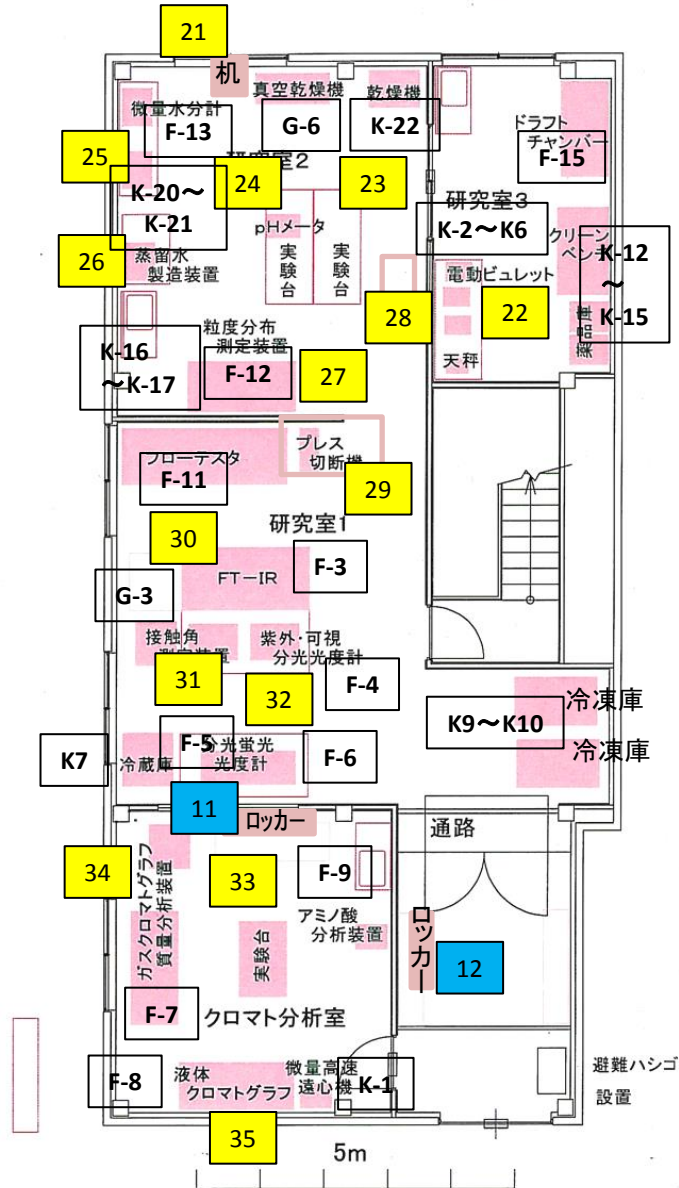 21
机
真空乾燥機
乾燥機
微量水分計
F-13
G-6
K-22
ドラフト
チャンバー
F-15
研究室2
25
24
23
K-20～
K-21
研究室3
K-2～K6
pHメータ
実験台
実験台
クリーン
ベンチ
K-12
～
K-15
26
蒸留水
製造装置
電動ビュレット
28
22
薬品庫
粒度分布
測定装置
K-16
～K-17
F-12
27
天秤
フローテスタ
プレス
切断機
F-11
29
研究室1
30
F-3
FT-IR
G-3
接触角
測定装置
紫外・可視
分光光度計
31
32
F-4
冷凍庫
K9～K10
F-5
分光蛍光
光度計
F-6
K7
冷蔵庫
冷凍庫
11
ロッカー
通路
34
33
F-9
ガスクロマトグラフ
質量分析装置
アミノ酸
分析装置
実験台
ロッカー
12
F-7
クロマト分析室
F-8
液体
クロマトグラフ
微量高速
遠心機
K-1
避難ハシゴ
設置
35
5m